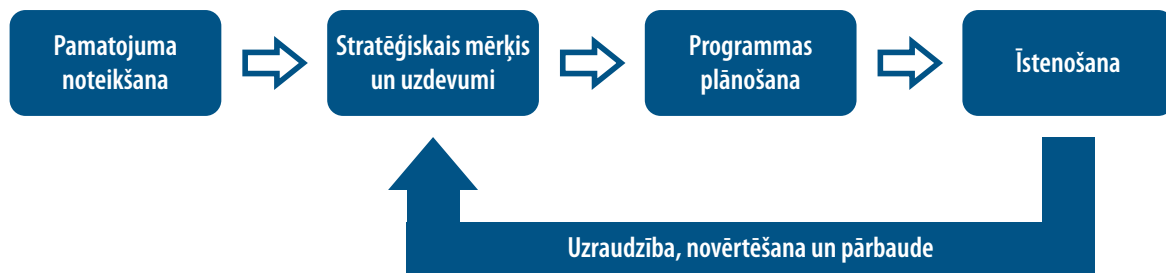 Pamatojuma
noteikšana
Stratēģiskais mērķis
un uzdevumi
Programmas
plānošana
Īstenošana
Uzraudzība, novērtēšana un pārbaude